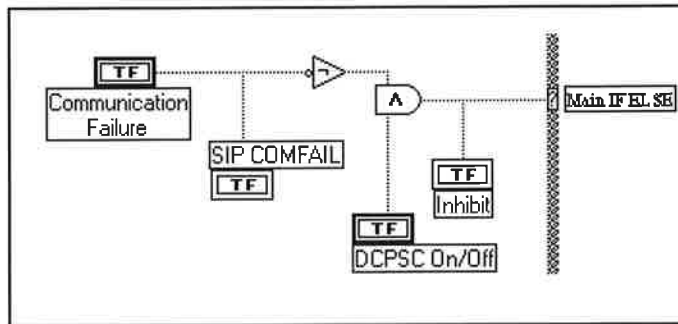 TF
Communication
Failure
SIP COMFAIL
TF
Λ
?
Main IF ELSE
TF
Inhibit
TF
DCPSC On/Off